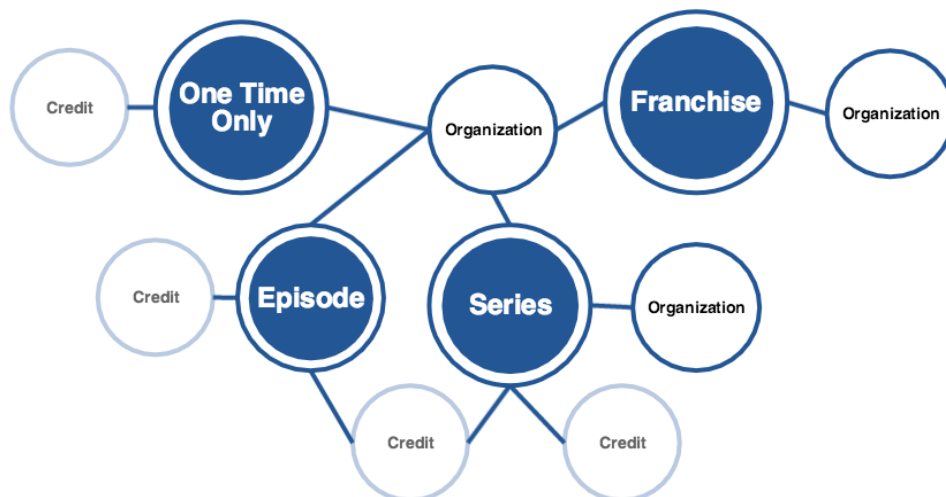 Credit
One Time
Only
Organization
Franchise
Organization
Credit
Episode
Series
Organization
Credit
Credit